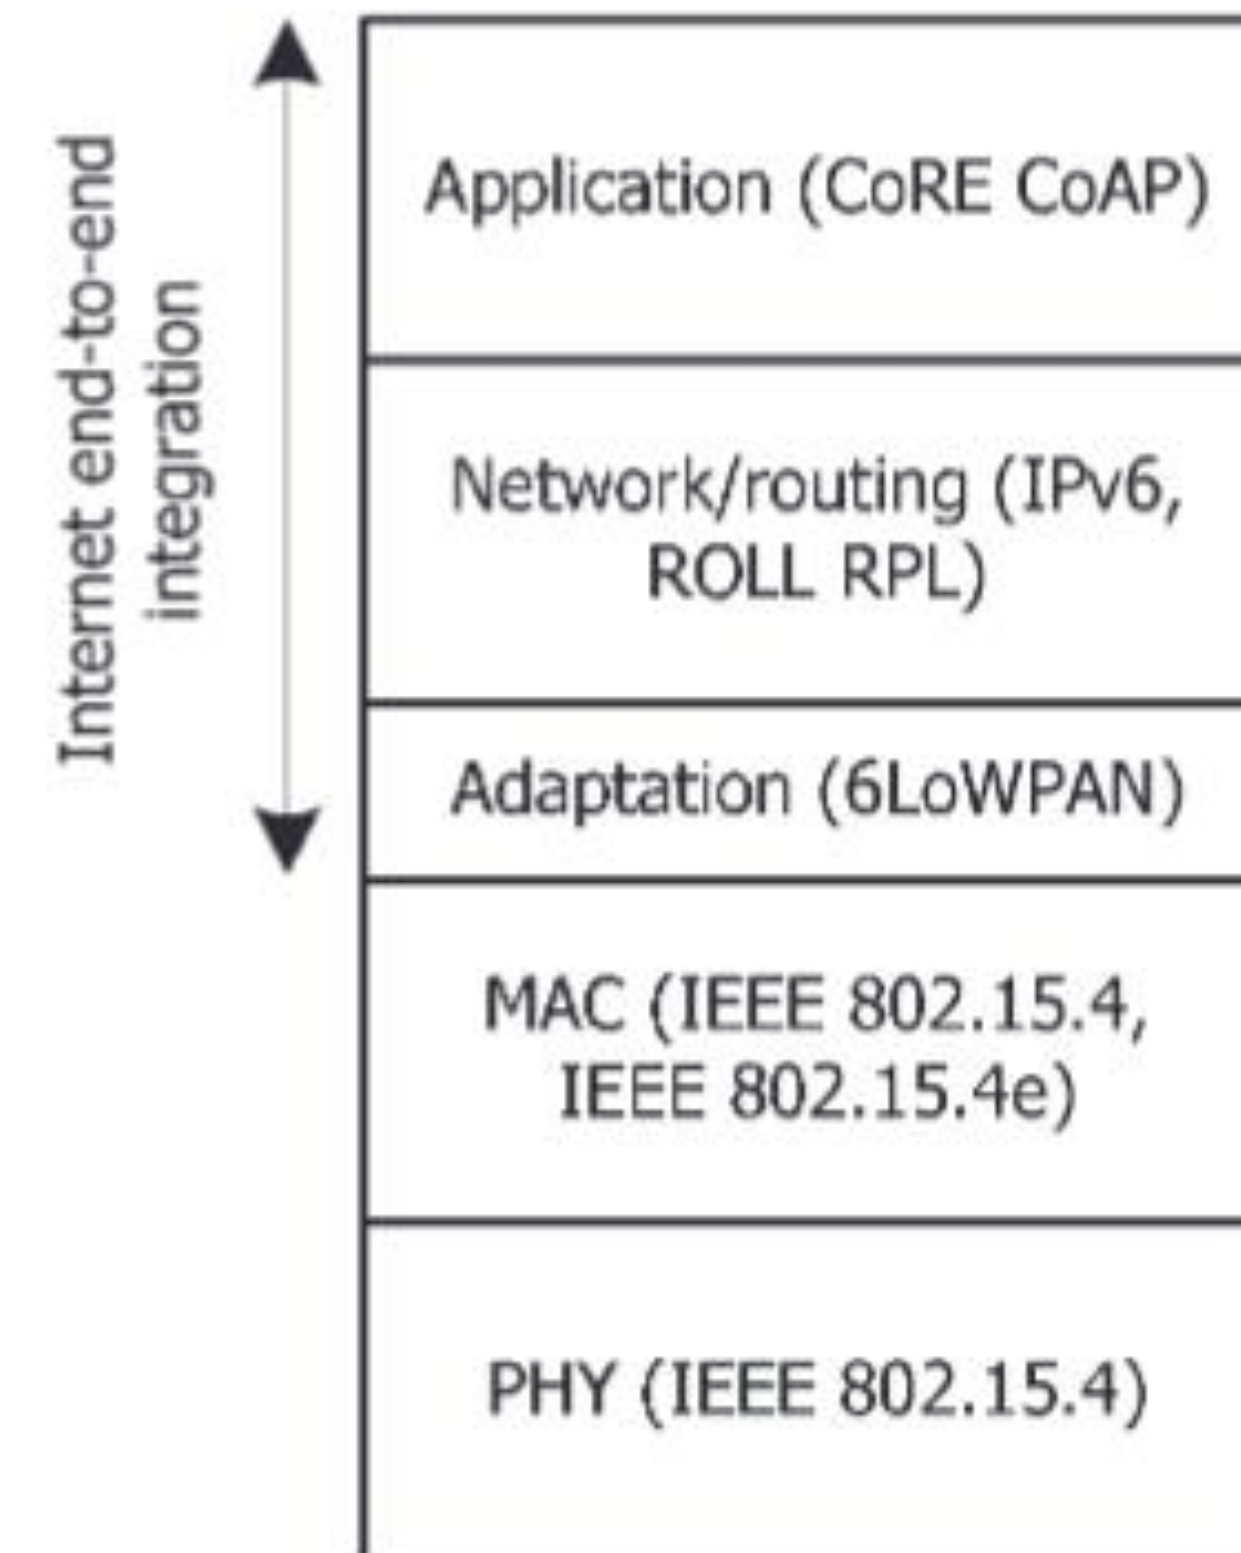 Internet end-to-end
integration
Application (CoRE CoAP)
Network/routing (IPv6,
ROLL RPL)
Adaptation (6LoWPAN)
MAC (IEEE 802.15.4,
IEEE 802.15.4e)
PHY (IEEE 802.15.4)